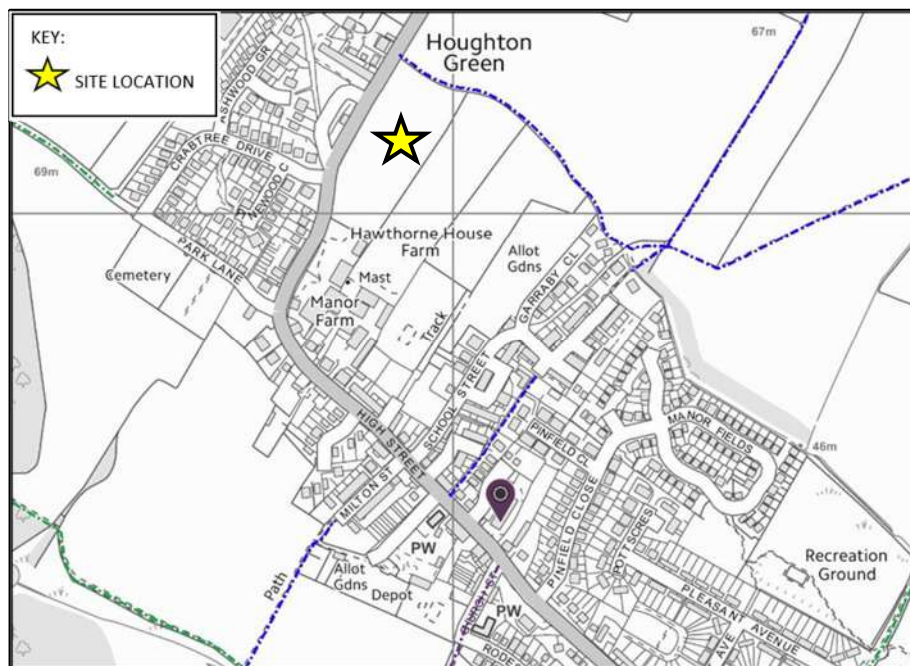 KEY:
SITE LOCATION
Houghton
Green
67m
ASHWOOD GR
CRABTREE DRIVE
69m
PARK LANE
Cemetery
Hawthorne House
Farm
Mast
Manor
Farm
Track
Allot
Gdns
GARRABY CL
SCHOOL STREET
HIGH STREET
PINFIELD CL
MANOR FIELDS
46m
MILTON ST
PINFIELD CLOSE
POTTS CRES
PW
Allot
Gdns
Depot
Path
PW
PLEASANT AVENUE
AVE
Recreation
Ground